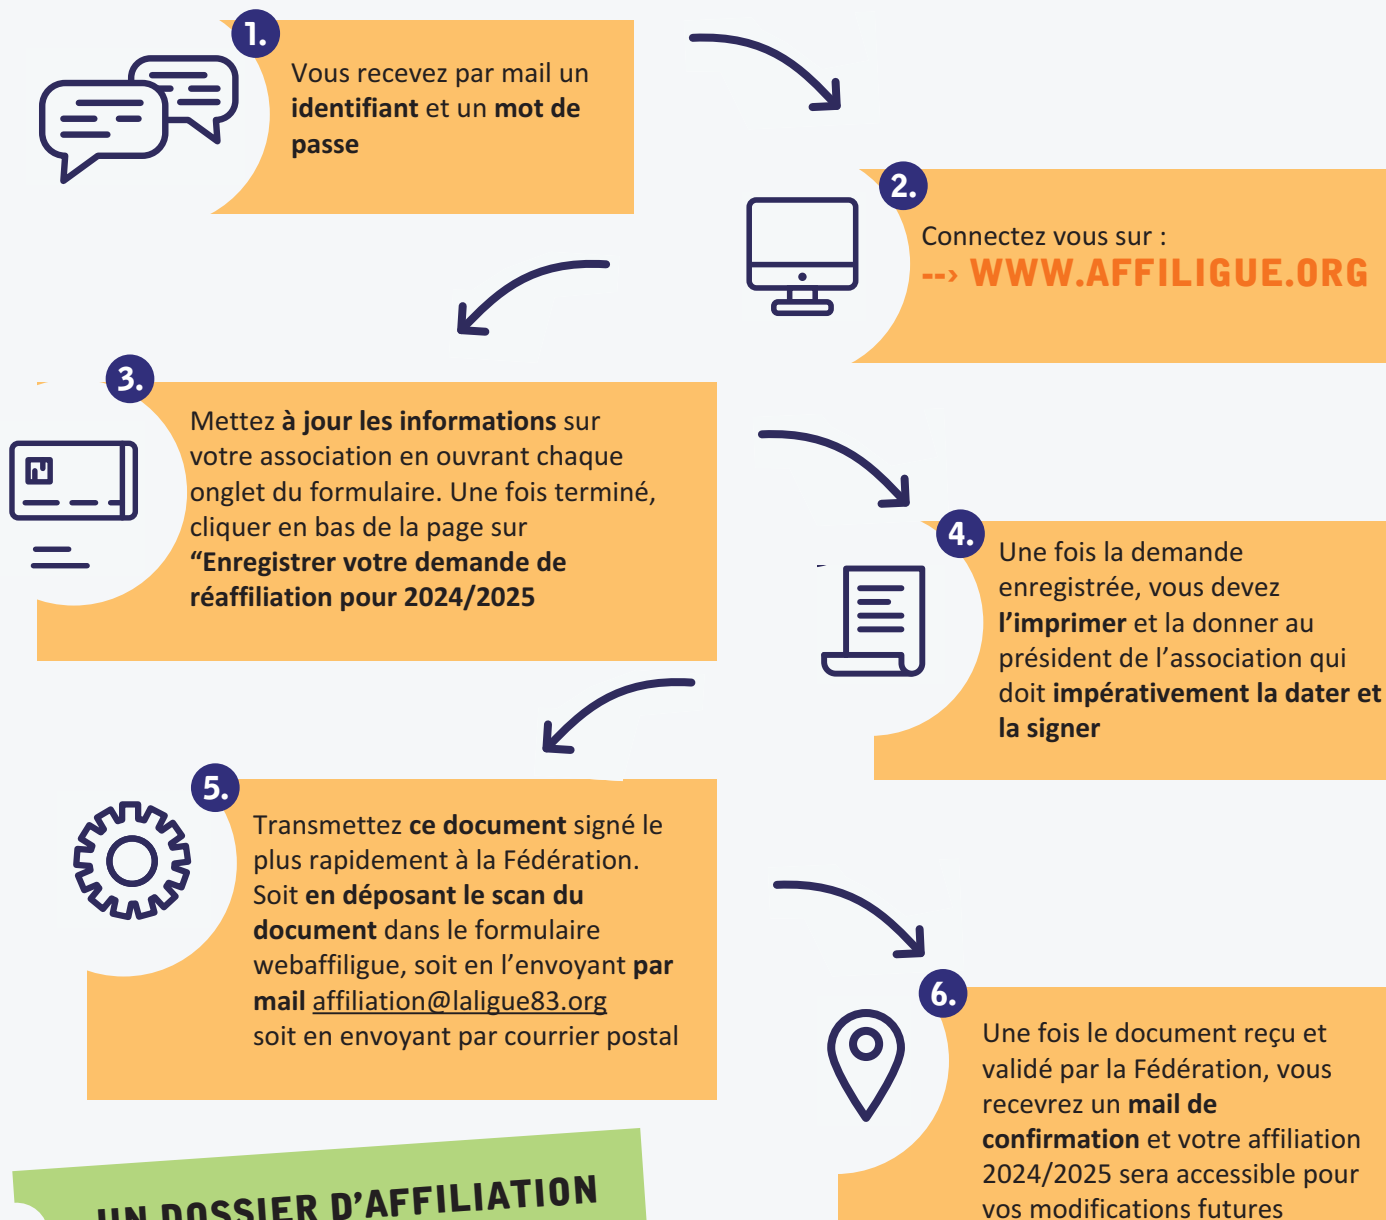 1.
Vous recevez par mail un
identifiant et un mot de
passe
2.
Connectez vous sur :
--› WWW.AFFILIGUE.ORG
3.
Mettez à jour les informations sur
votre association en ouvrant chaque
onglet du formulaire. Une fois terminé,
cliquer en bas de la page sur
“Enregistrer votre demande de
réaffiliation pour 2024/2025
4.
Une fois la demande
enregistrée, vous devez
l’imprimer et la donner au
président de l’association qui
doit impérativement la dater et
la signer
5.
Transmettez ce document signé le
plus rapidement à la Fédération.
Soit en déposant le scan du
document dans le formulaire
webaffiligue, soit en l’envoyant par
mail affiliation@laligue83.org
soit en envoyant par courrier postal
6.
Une fois le document reçu et
validé par la Fédération, vous
recevrez un mail de
confirmation et votre affiliation
2024/2025 sera accessible pour
vos modifications futures
UN DOSSIER D’AFFILIATION